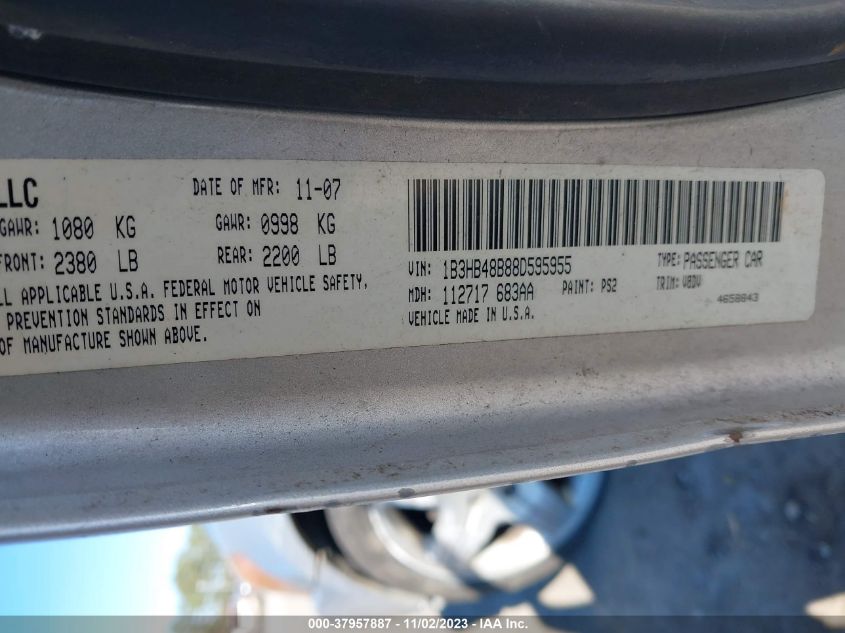 LLC
DATE OF MFR: 11-07
GAWR: 1080 KG GAWR: 0998 KG
FRONT: 2380 LB REAR: 2200 LB
LL APPLICABLE U.S.A. FEDERAL MOTOR VEHICLE SAFETY,
PREVENTION STANDARDS IN EFFECT ON
OF MANUFACTURE SHOWN ABOVE.
VIN: 1B3HB48B88D595955 TYPE: PASSENGER CAR
MDH: 112717 683AA PAINT: PS2 TRIM: V8DV
VEHICLE MADE IN U.S.A. 4658843
000-37957887 - 11/02/2023 - IAA Inc.